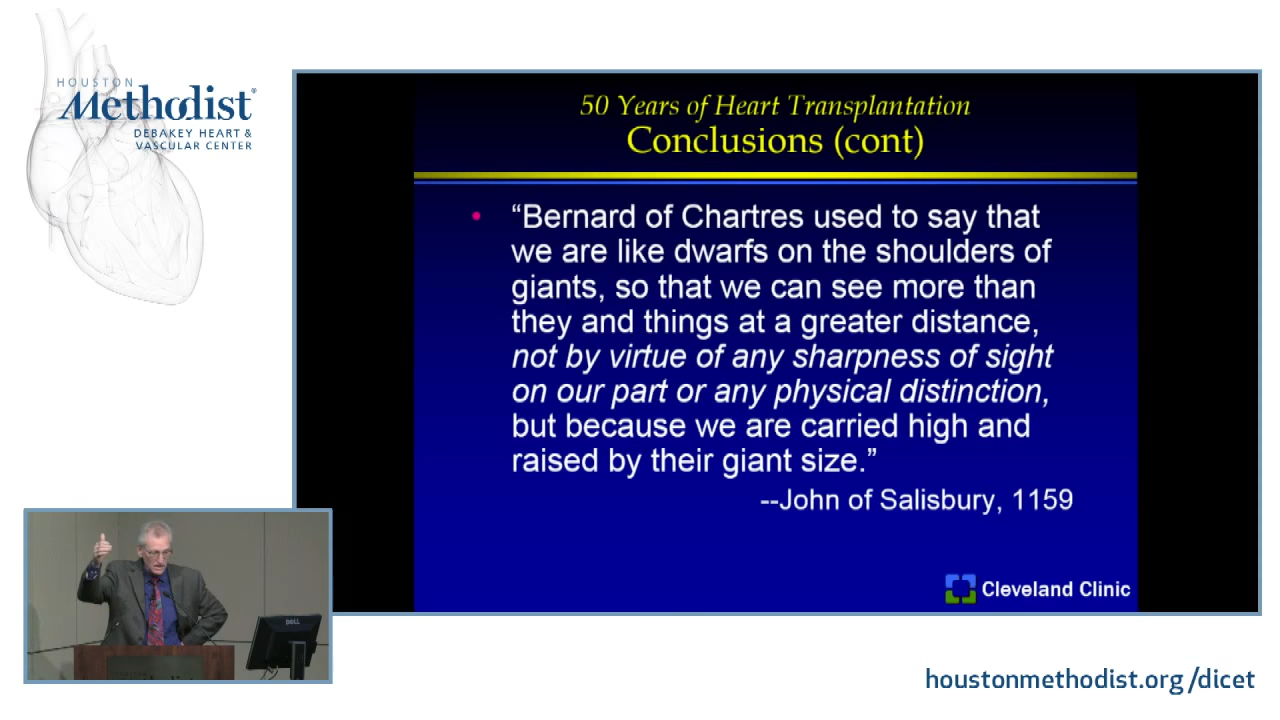 HOUSTON
Methodist®
DEBAKEY HEART &
VASCULAR CENTER
50 Years of Heart Transplantation
Conclusions (cont)
• “Bernard of Chartres used to say that
we are like dwarfs on the shoulders of
giants, so that we can see more than
they and things at a greater distance,
not by virtue of any sharpness of sight
on our part or any physical distinction,
but because we are carried high and
raised by their giant size.”
--John of Salisbury, 1159
Cleveland Clinic
DELL
houstonmethodist.org/dicet